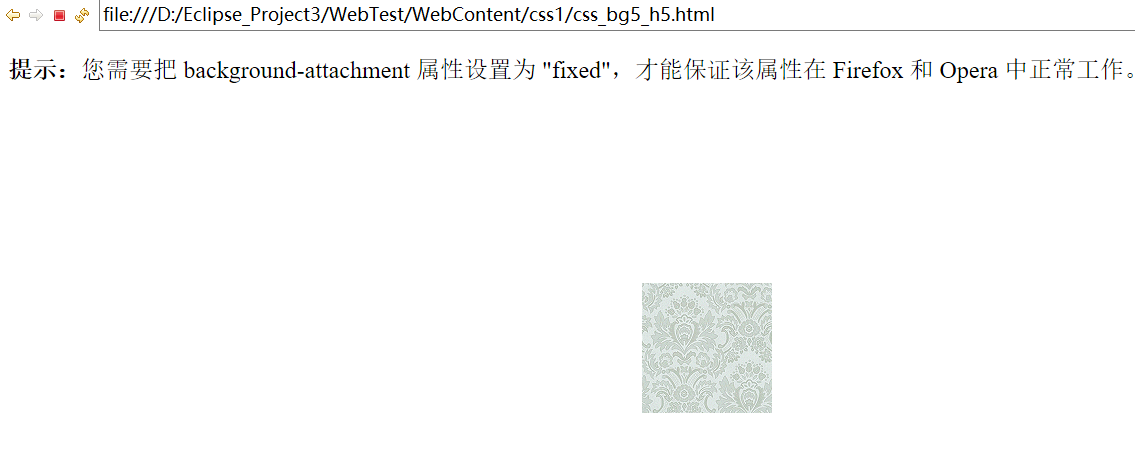 file:///D:/Eclipse_Project3/WebTest/WebContent/css1/css_bg5_h5.html
提示：您需要把 background-attachment 属性设置为 "fixed"，才能保证该属性在 Firefox 和 Opera 中正常工作。